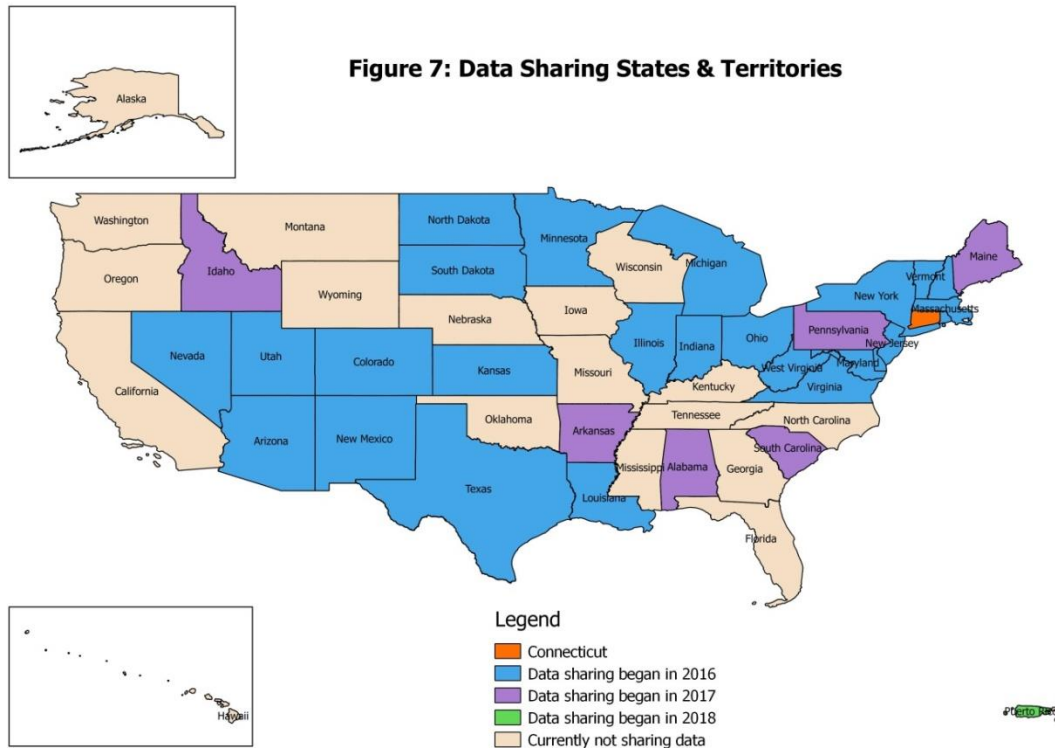 Figure 7: Data Sharing States & Territories
Alaska
Washington
Montana
North Dakota
Minnesota
Maine
Oregon
Idaho
Wyoming
South Dakota
Wisconsin
Michigan
Vermont
New York
Massachusetts
Nebraska
Iowa
Pennsylvania
New Jersey
Nevada
Utah
Colorado
Kansas
Illinois
Indiana
Ohio
West Virginia
Maryland
Virginia
California
Missouri
Kentucky
Arizona
New Mexico
Oklahoma
Arkansas
Tennessee
North Carolina
South Carolina
Texas
Louisiana
Mississippi
Alabama
Georgia
Florida
Hawaii
Legend
Connecticut
Data sharing began in 2016
Data sharing began in 2017
Data sharing began in 2018
Currently not sharing data
Puerto Rico